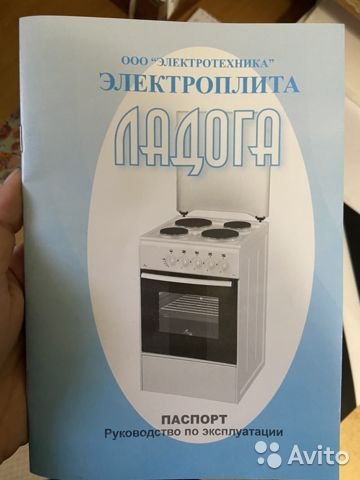 ООО "ЭЛЕКТРОТЕХНИКА"
ЭЛЕКТРОПЛИТА
ЛАДОГА
ПАСПОРТ
Руководство по эксплуатации
Avito